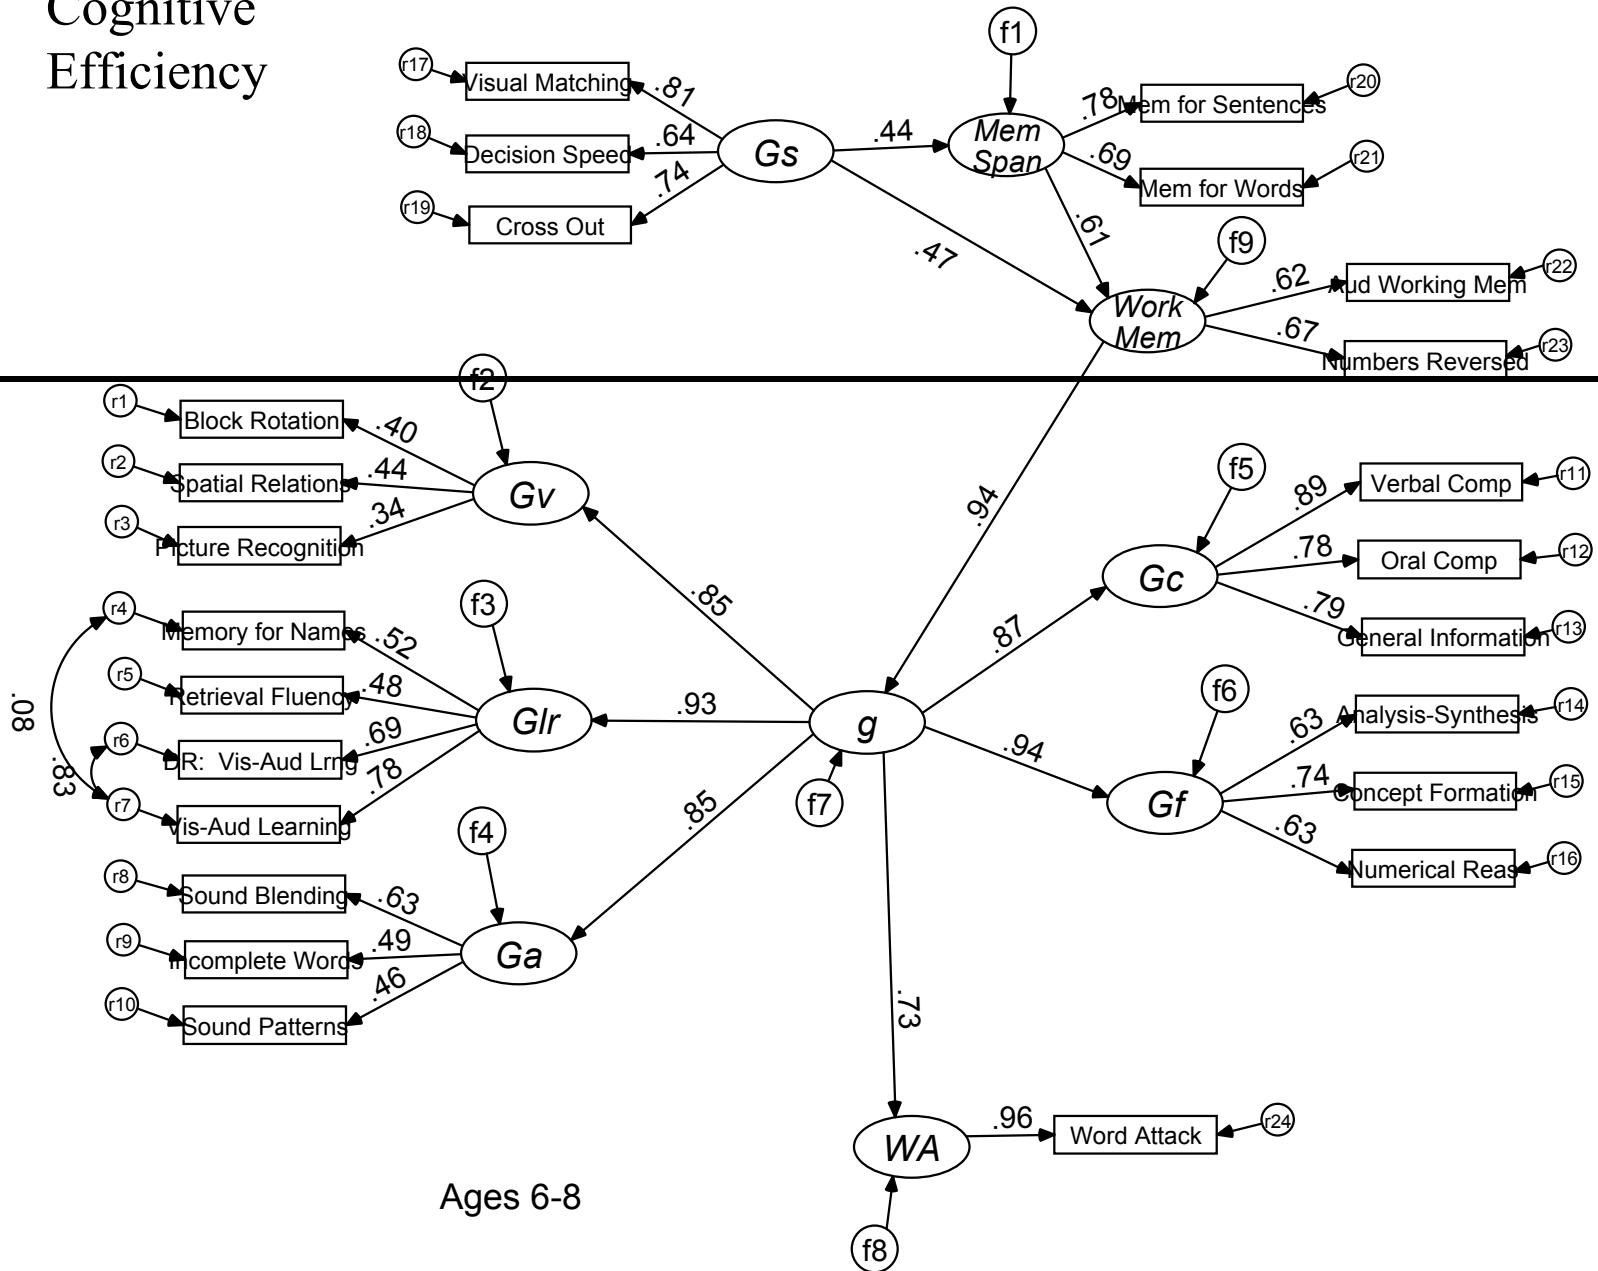 Cognitive
Efficiency
f1
r17
Visual Matching
.81
r18
Decision Speed
.64
r19
Cross Out
.74
Gs
.44
Mem
Span
.78
Mem for Sentences
r20
.69
Mem for Words
r21
.47
.61
f9
Work
Mem
.62
Aud Working Mem
r22
.67
Numbers Reversed
r23
f2
r1
Block Rotation
.40
r2
Spatial Relations
.44
r3
Picture Recognition
.34
Gv
.94
f5
Gc
.89
Verbal Comp
r11
.78
Oral Comp
r12
.79
General Information
r13
.85
.87
f3
r4
Memory for Names
.52
r5
Retrieval Fluency
.48
r6
DR: Vis-Aud Lrng
.69
r7
Vis-Aud Learning
.78
.08
.83
Glr
.93
g
f7
.94
f6
Gf
.63
Analysis-Synthesis
r14
.74
Concept Formation
r15
.63
Numerical Reas
r16
.85
f4
r8
Sound Blending
.63
r9
Incomplete Words
.49
r10
Sound Patterns
.46
Ga
.73
WA
.96
Word Attack
r24
Ages 6-8
f8